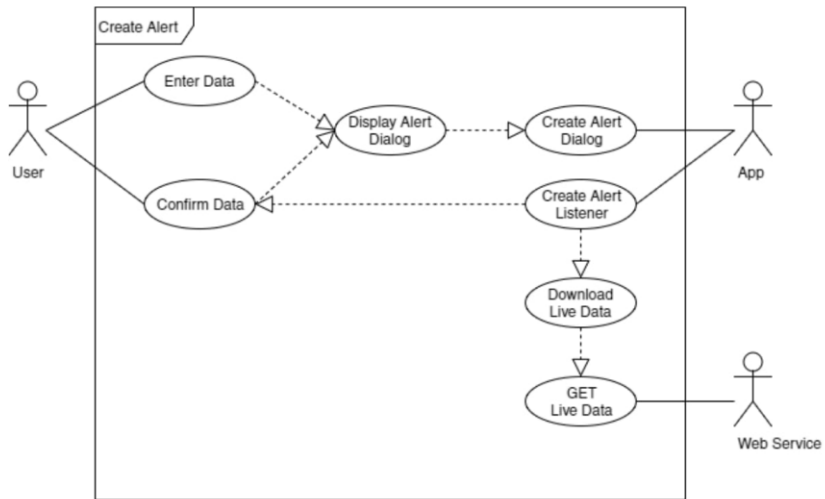 Create Alert
Enter Data
Display Alert
Dialog
Create Alert
Dialog
User
App
Confirm Data
Create Alert
Listener
Download
Live Data
GET
Live Data
Web Service